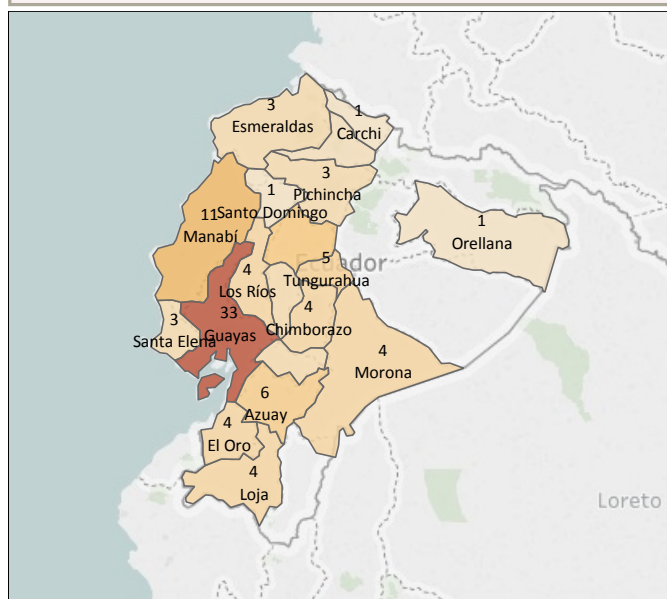 3
Esmeraldas
1
Carchi
3
Pichincha
1
Santo Domingo
11
Manabí
1
Orellana
Ecuador
5
Tungurahua
4
Los Ríos
4
Chimborazo
33
Guayas
3
Santa Elena
4
Morona
6
Azuay
4
El Oro
4
Loja
Loreto